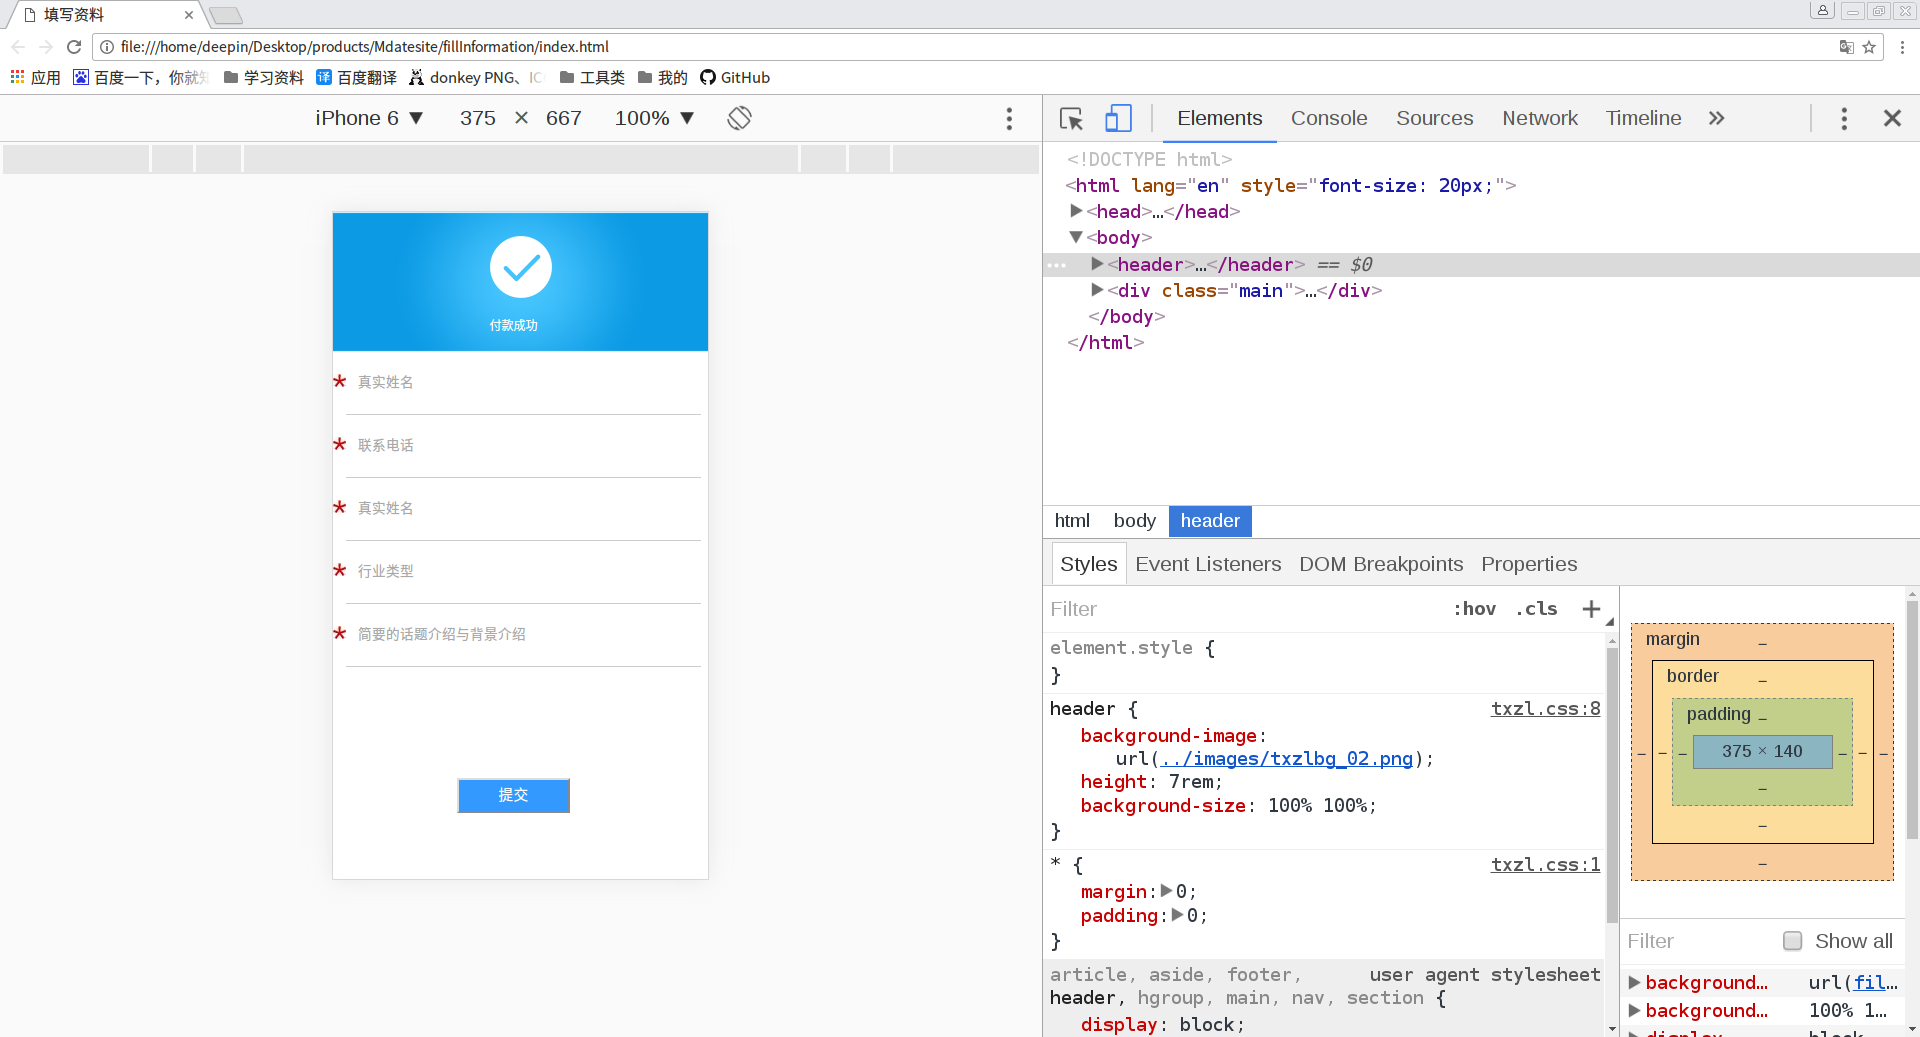 填写资料
file:///home/deepin/Desktop/products/Mdatesite/fillInformation/index.html
应用 百度一下，你就知 学习资料 译 百度翻译 donkey PNG、IC 工具类 我的 GitHub
iPhone 6 ▼ 375 × 667 100% ▼
付款成功
* 真实姓名
* 联系电话
* 真实姓名
* 行业类型
* 简要的话题介绍与背景介绍
提交
Elements Console Sources Network Timeline »
<!DOCTYPE html>
<html lang="en" style="font-size: 20px;">
▶<head>…</head>
▼<body>
… ▶<header>…</header> == $0
▶<div class="main">…</div>
</body>
</html>
html body header
Styles Event Listeners DOM Breakpoints Properties
Filter :hov .cls +
element.style {
}
header { txzl.css:8
background-image:
url(../images/txzlbg_02.png);
height: 7rem;
background-size: 100% 100%;
}
* { txzl.css:1
margin:▶0;
padding:▶0;
}
article, aside, footer, user agent stylesheet
header, hgroup, main, nav, section {
display: block;
margin –
border –
padding –
– – – 375 × 140 – – –
–
–
–
Filter Show all
▶background… url(fil…
▶background… 100% 1…
▶display block